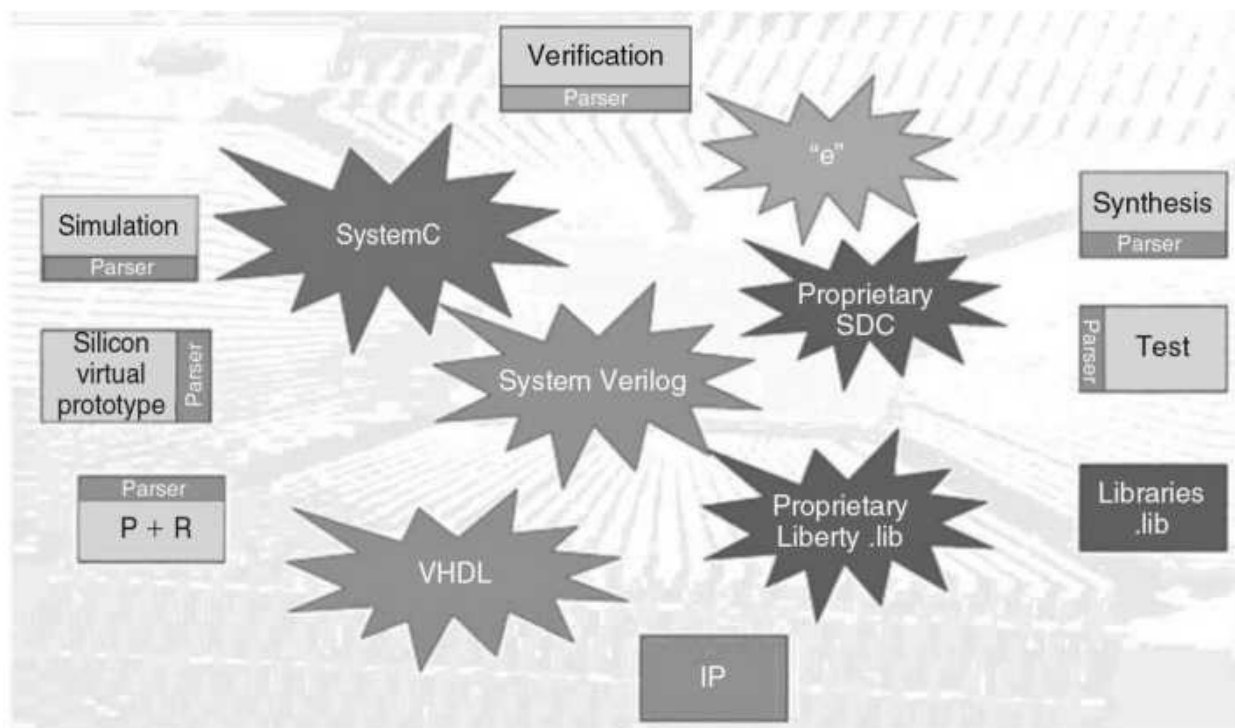 Verification
Parser
"e"
SystemC
Simulation
Parser
Synthesis
Parser
Proprietary
SDC
Silicon
virtual
prototype
Parser
System Verilog
Parser
Test
Parser
P + R
Proprietary
Liberty .lib
Libraries
.lib
VHDL
IP